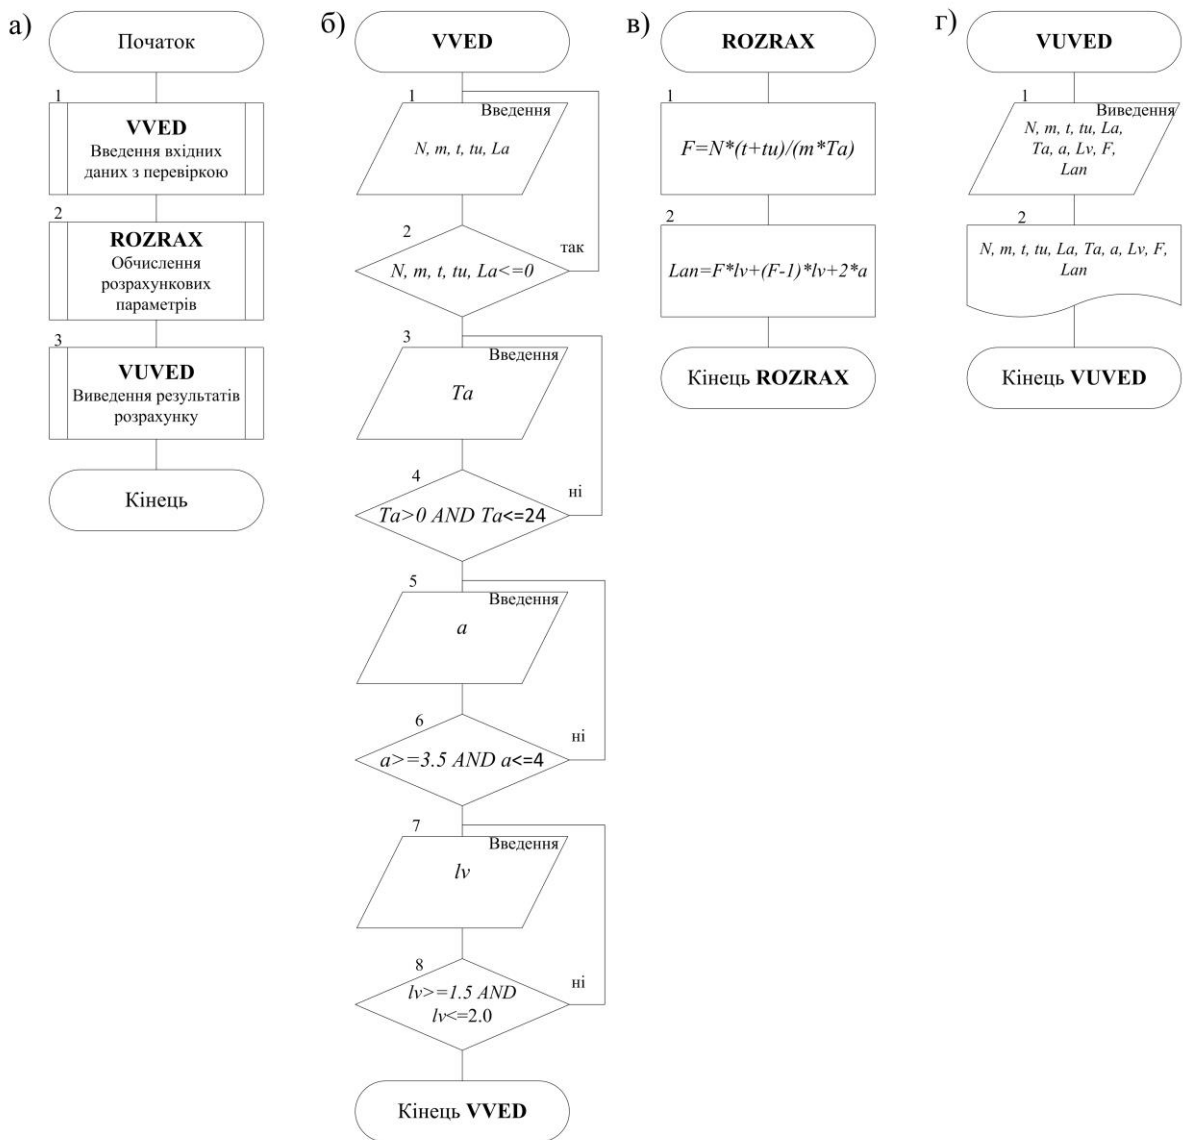 а)
Початок
1
VVED
Введення вхідних
даних з перевіркою
2
ROZRAX
Обчислення
розрахункових
параметрів
3
VUVED
Виведення результатів
розрахунку
Кінець
б)
VVED
1
Введення
N, m, t, tu, La
2
так
N, m, t, tu, La<=0
3
Введення
Ta
4
ні
Ta>0 AND Ta<=24
5
Введення
a
6
ні
a>=3.5 AND a<=4
7
Введення
lv
8
ні
lv>=1.5 AND
lv<=2.0
Кінець VVED
в)
ROZRAX
1
F=N*(t+tu)/(m*Ta)
2
Lan=F*lv+(F-1)*lv+2*a
Кінець ROZRAX
г)
VUVED
1
Виведення
N, m, t, tu, La,
Ta, a, Lv, F,
Lan
2
N, m, t, tu, La, Ta, a, Lv, F,
Lan
Кінець VUVED